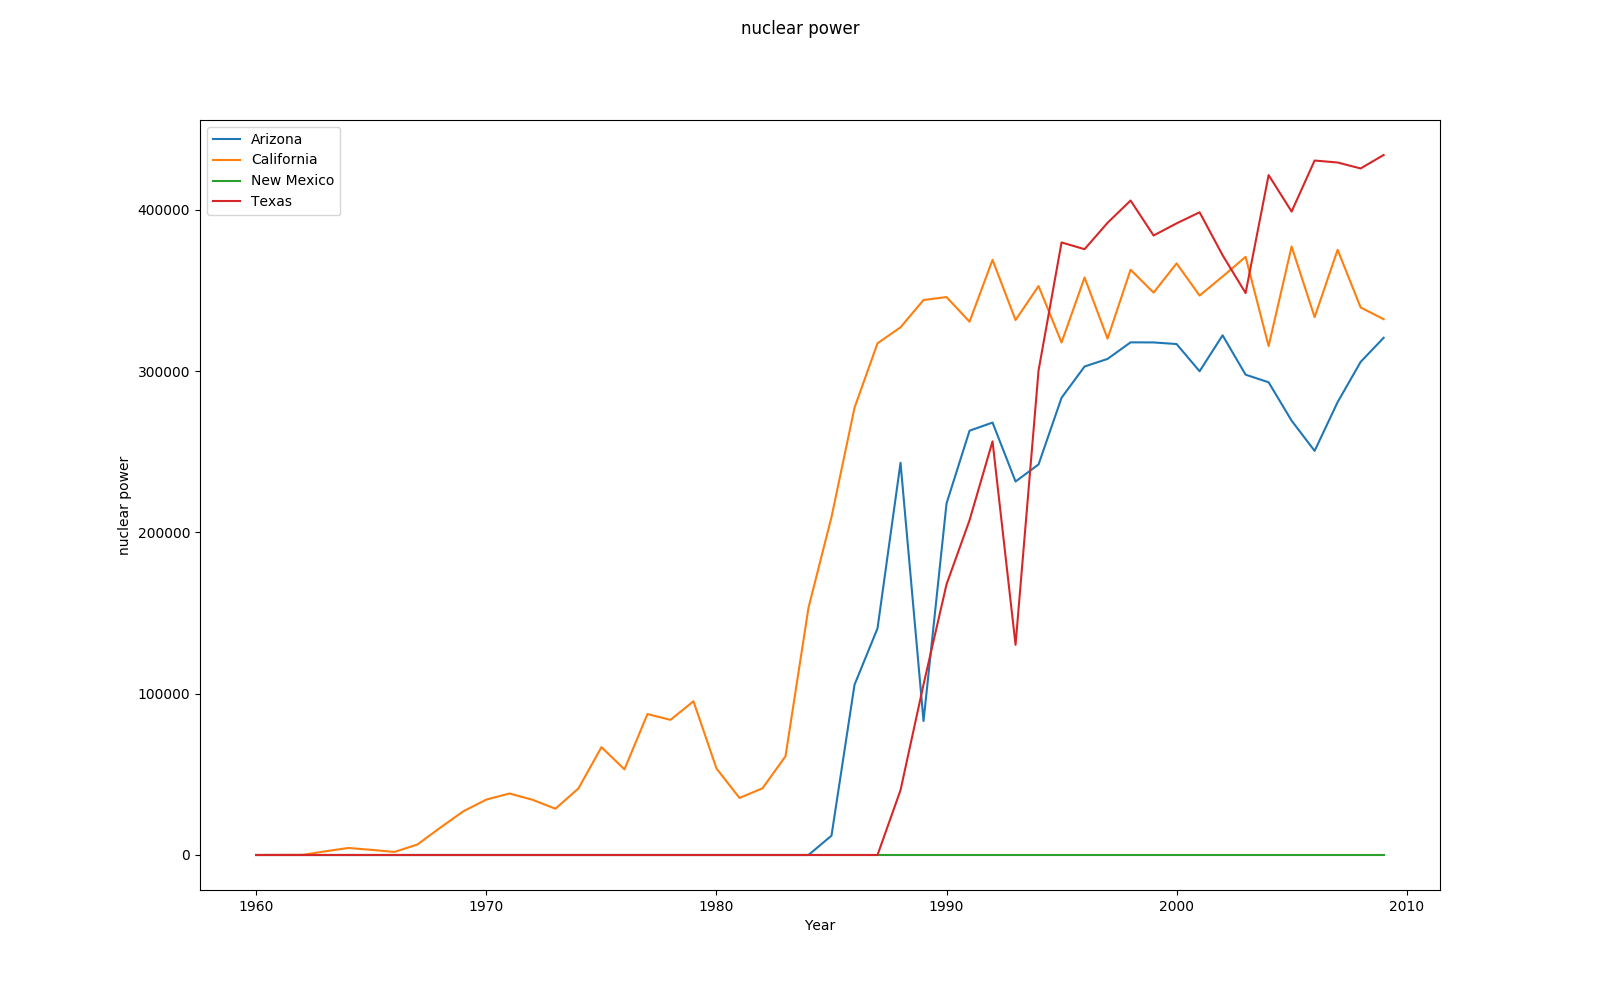 nuclear power
Arizona
California
New Mexico
Texas
400000
300000
200000
100000
0
nuclear power
1960 1970 1980 1990 2000 2010
Year